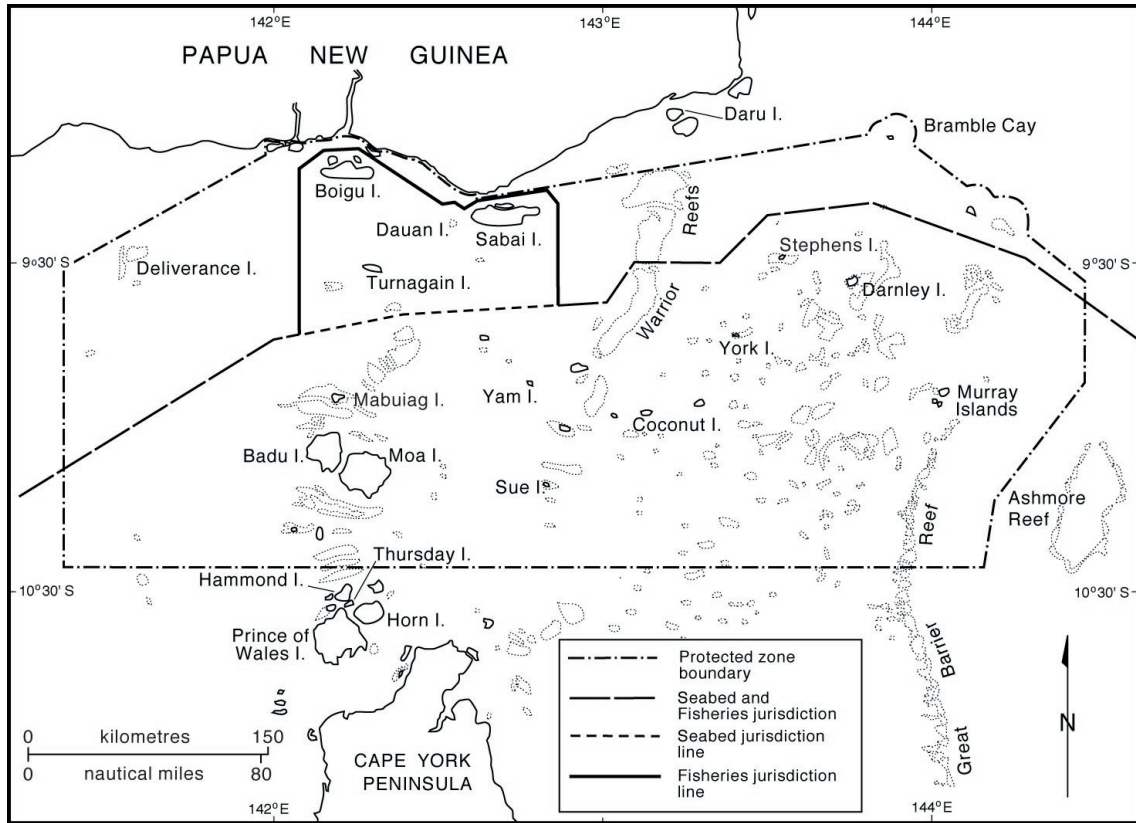 142°E
143°E
144°E
PAPUA NEW GUINEA
Daru I.
Bramble Cay
Boigu I.
Reefs
Dauan I.
Sabai I.
Stephens I.
9°30' S
Deliverance I.
9°30' S
Turnagain I.
Darnley I.
Warrior
York I.
Mabuiag I.
Yam I.
Murray
Islands
Coconut I.
Badu I.
Moa I.
Sue I.
Ashmore
Reef
Reef
Thursday I.
Hammond I.
10°30' S
10°30' S
Horn I.
Prince of
Wales I.
Barrier
Protected zone
boundary
Seabed and
Fisheries jurisdiction
N
0 kilometres 150
Seabed jurisdiction
line
0 nautical miles 80
CAPE YORK
PENINSULA
Great
Fisheries jurisdiction
line
142°E
144°E